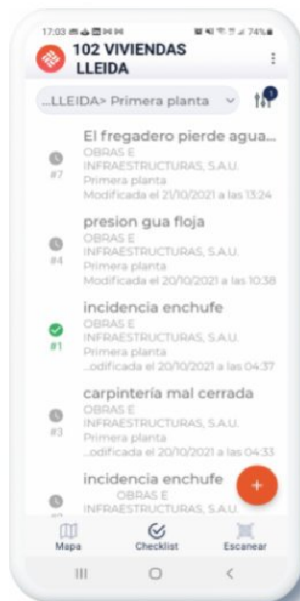 17:03
74%
102 VIVIENDAS
LLEIDA
...LLEIDA> Primera planta
El fregadero pierde agua...
OBRAS E
INFRAESTRUCTURAS, S.A.U.
#7
Primera planta
Modificada el 21/10/2021 a las 13:24
presion gua floja
OBRAS E
INFRAESTRUCTURAS, S.A.U.
#4
Primera planta
Modificada el 20/10/2021 a las 10:38
incidencia enchufe
OBRAS E
INFRAESTRUCTURAS, S.A.U.
#1
Primera planta
...odificada el 20/10/2021 a las 04:37
carpintería mal cerrada
OBRAS E
INFRAESTRUCTURAS, S.A.U.
#3
Primera planta
...odificada el 20/10/2021 a las 04:33
incidencia enchufe
OBRAS E
INFRAESTRUCTURAS, S.A.U.
+
Mapa
Checklist
Escanear